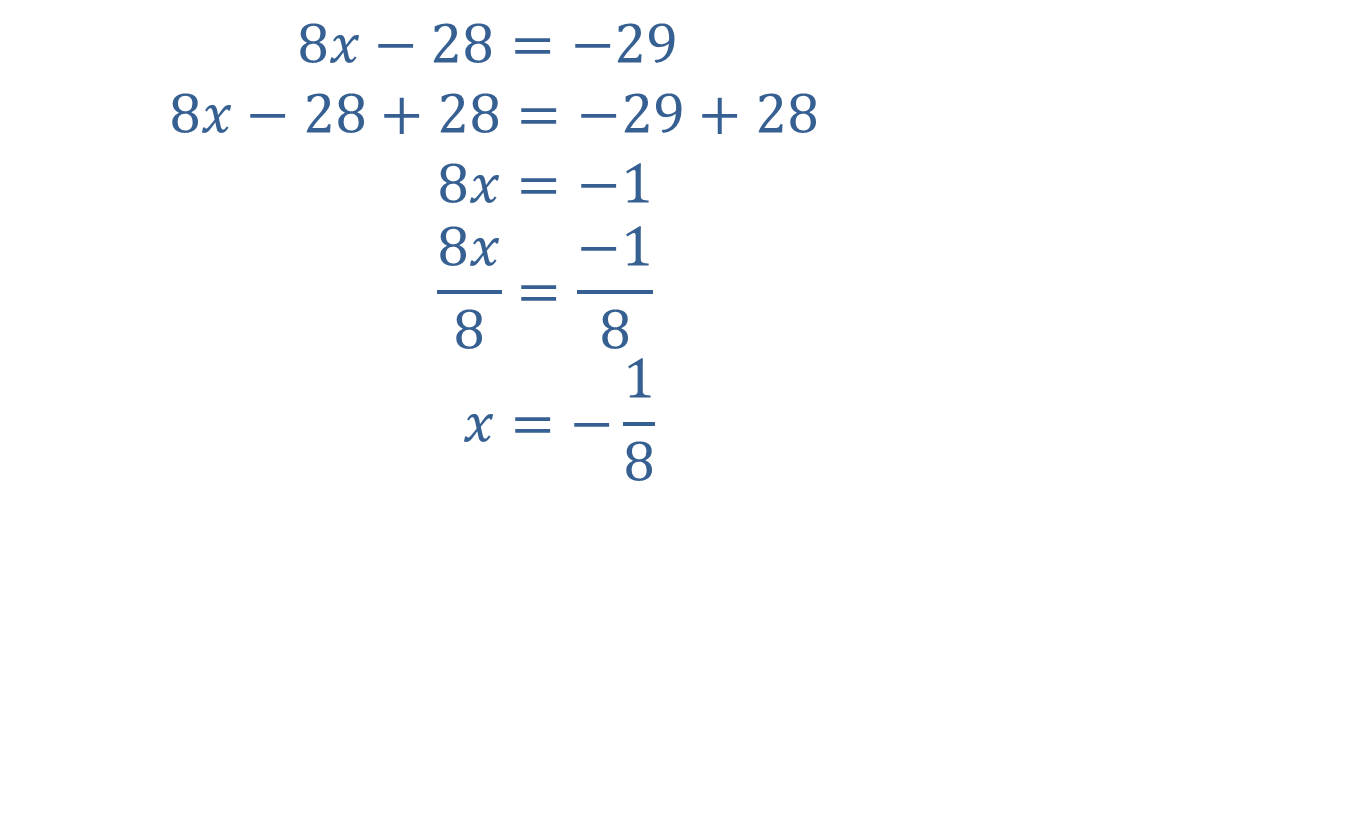 8x − 28 = −29
8x − 28 + 28 = −29 + 28
8x = −1
8x/8 = −1/8
x = −1/8